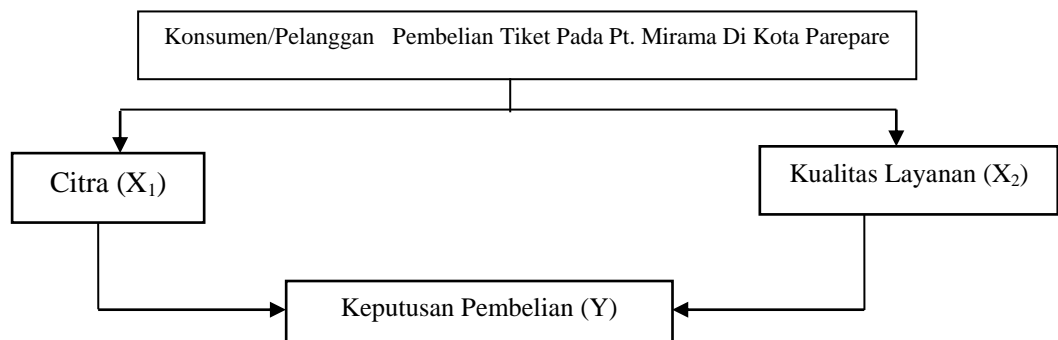 Konsumen/Pelanggan Pembelian Tiket Pada Pt. Mirama Di Kota Parepare
Citra (X₁)
Kualitas Layanan (X₂)
Keputusan Pembelian (Y)